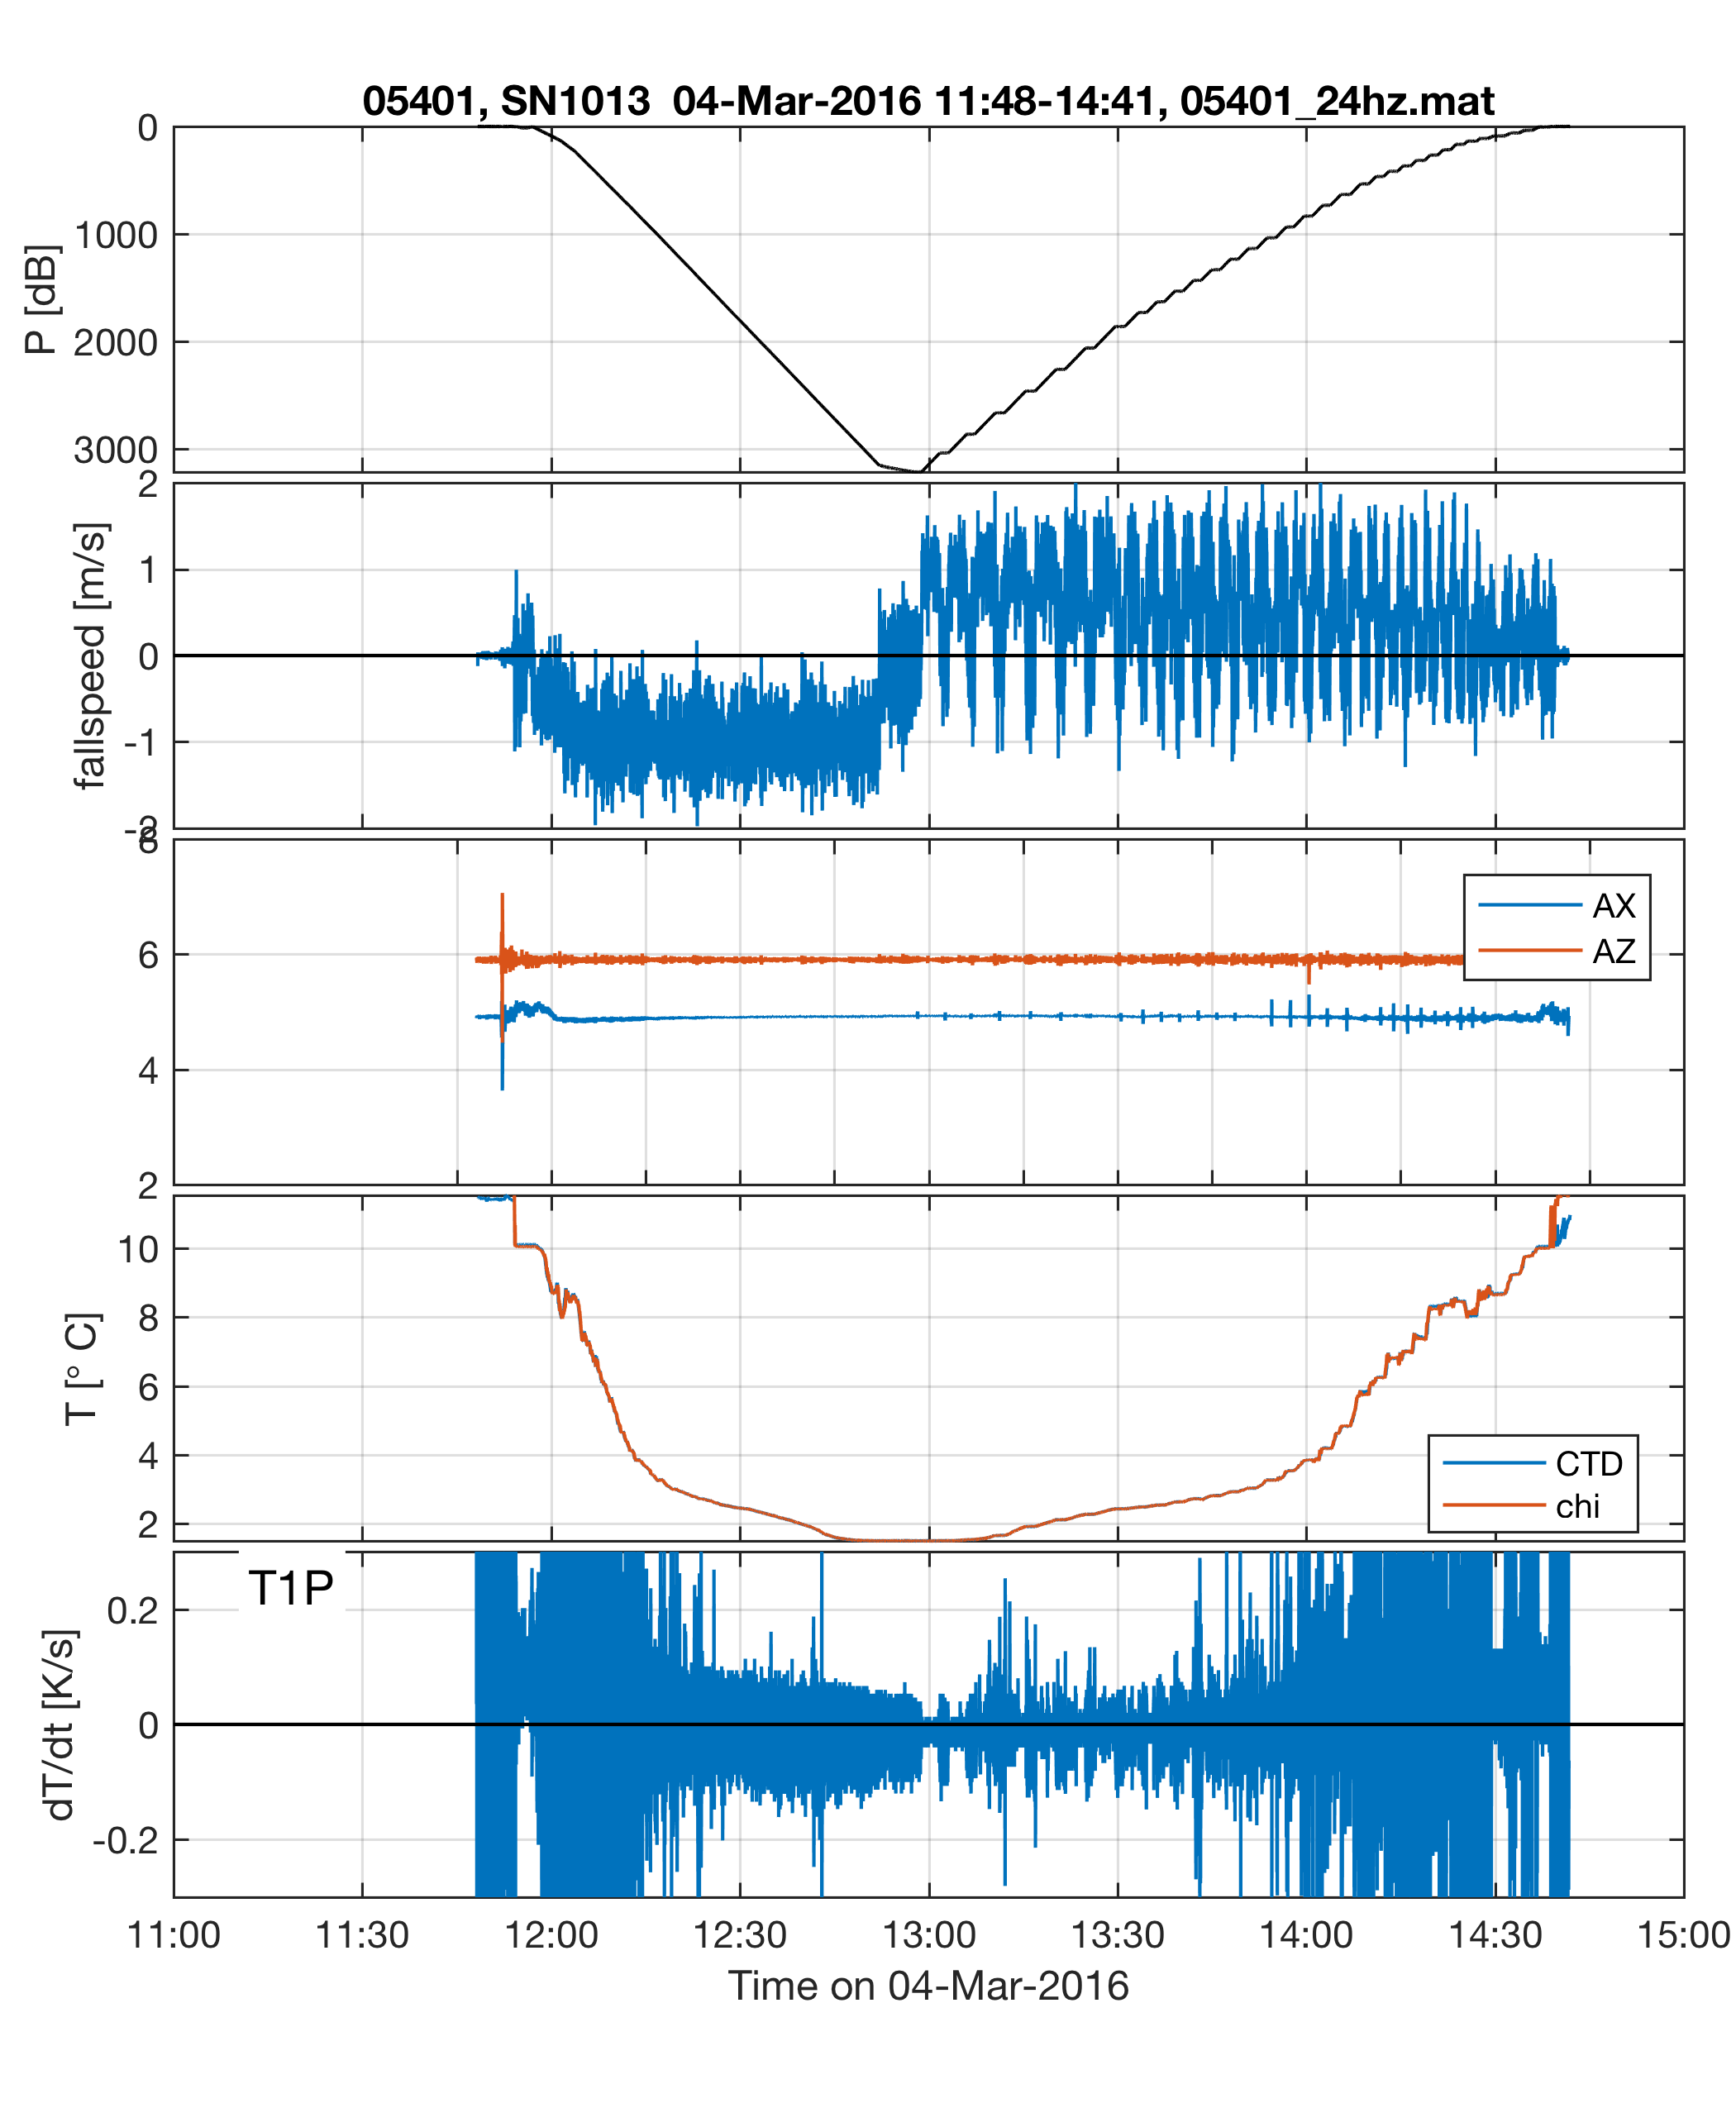 05401, SN1013  04-Mar-2016 11:48-14:41, 05401_24hz.mat
0
1000
2000
3000
P [dB]
2
1
0
-1
-2
fallspeed [m/s]
8
6
4
2
AX
AZ
10
8
6
4
2
T [° C]
CTD
chi
T1P
0.2
0
-0.2
dT/dt [K/s]
11:00 11:30 12:00 12:30 13:00 13:30 14:00 14:30 15:00
Time on 04-Mar-2016